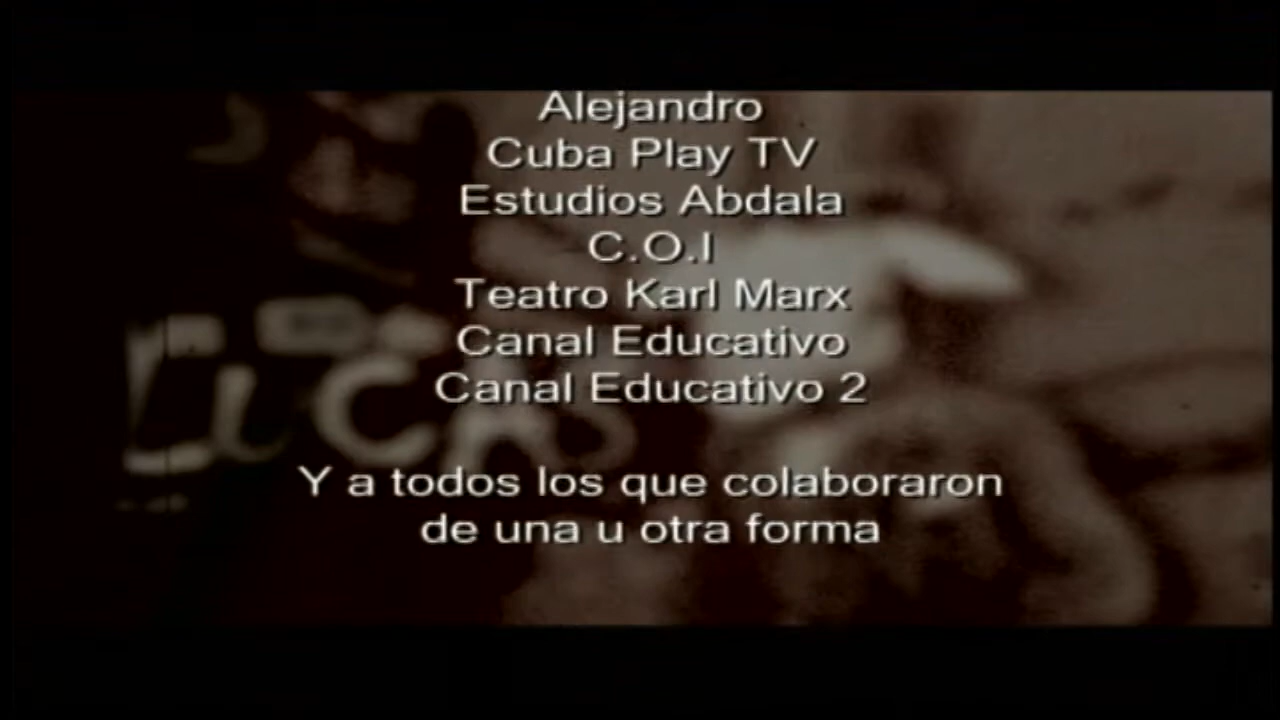 Alejandro
Cuba Play TV
Estudios Abdala
C.O.I
Teatro Karl Marx
Canal Educativo
Canal Educativo 2
Y a todos los que colaboraron
de una u otra forma
LuCAS